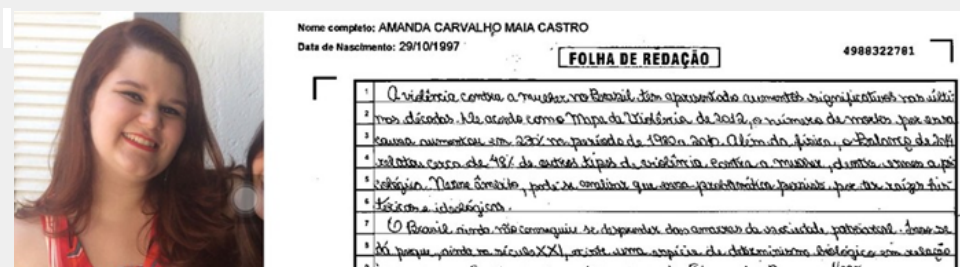 Nome completo: AMANDA CARVALHO MAIA CASTRO
Data de Nascimento: 29/10/1997
4988322781
FOLHA DE REDAÇÃO
1 A violência contra a mulher no Brasil tem apresentado aumentos significativos nas últi-
2 mas décadas. De acordo com o Mapa da Violência de 2012, o número de mortes por essa
3 causa aumentou em 230% no período de 1980 a 2010. Além da física, o Balanço de 2014
4 relatou cerca de 48% de outros tipos de violência contra a mulher, dentre esses a psi-
5 cológica. Nesse âmbito, pode-se analisar que essa problemática persiste por ter raízes his-
6 tóricas e ideológicas.
7 O Brasil ainda não conseguiu se desprender das amarras da sociedade patriarcal. Isso se
8 dá porque, ainda no século XXI, existe uma espécie de determinismo biológico em relação